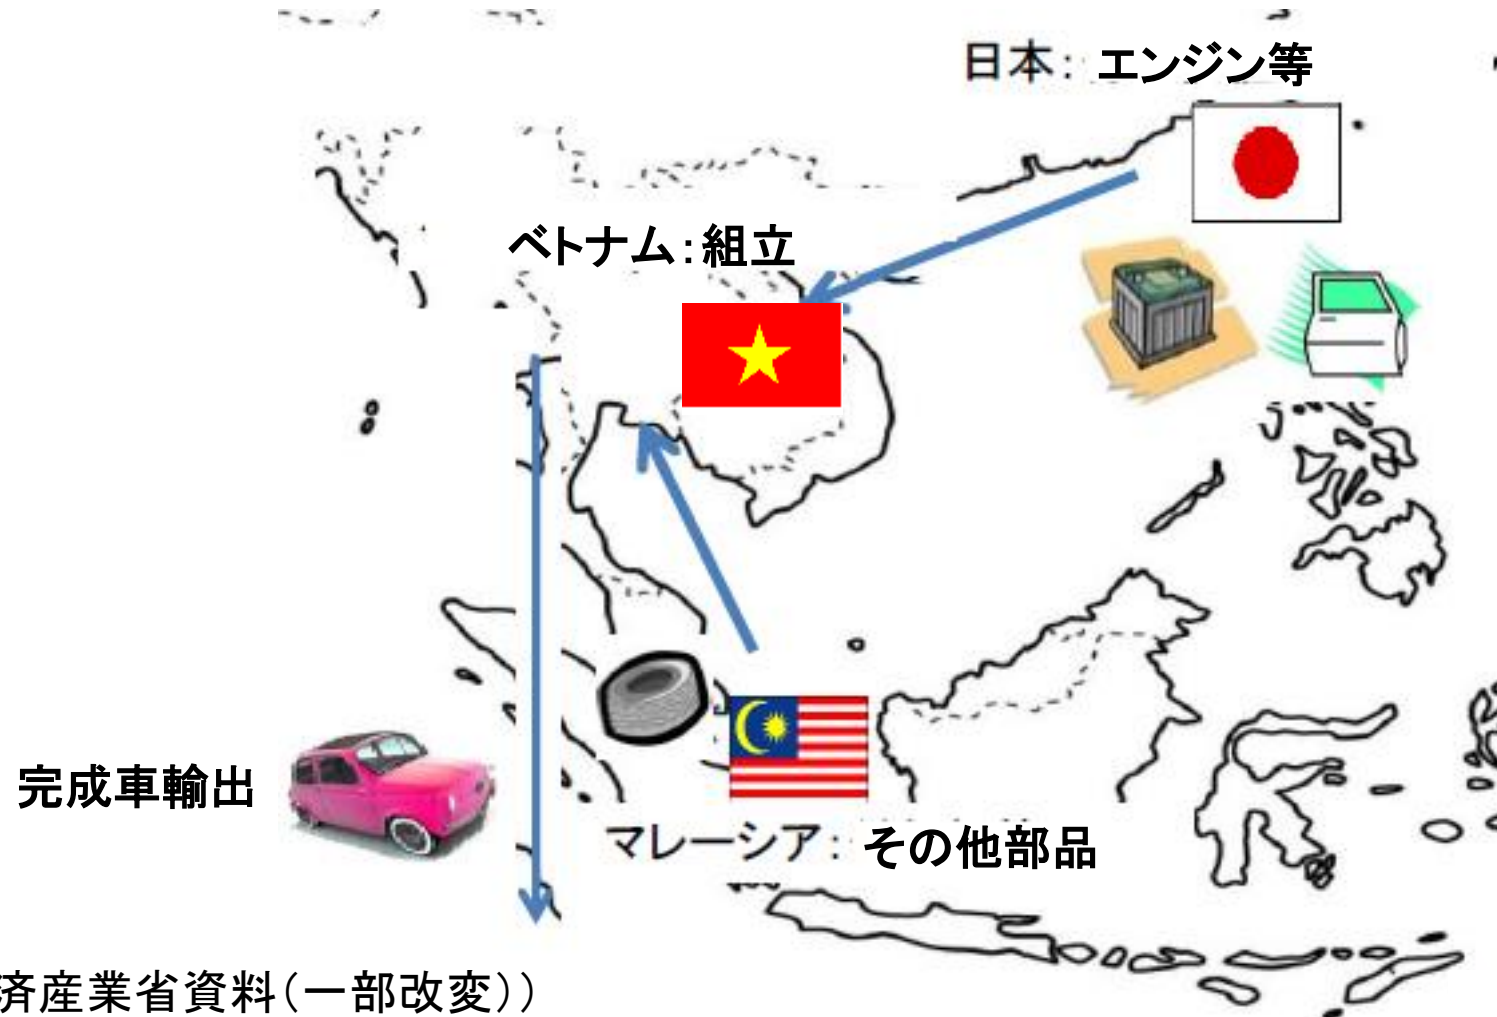 日本：エンジン等
ベトナム：組立
完成車輸出
マレーシア：その他部品
済産業省資料（一部改変））